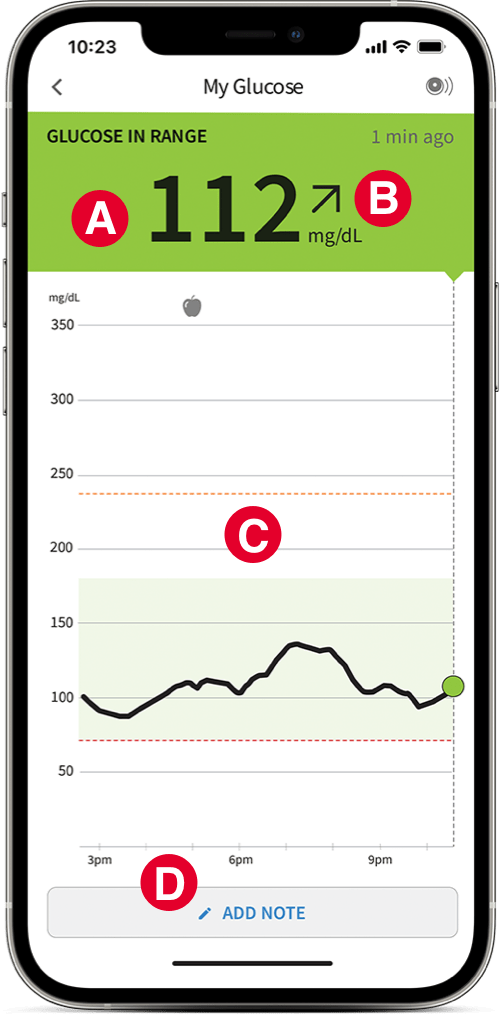 10:23
My Glucose
GLUCOSE IN RANGE 1 min ago
A 112 B
mg/dL
mg/dL
350
300
250
C
200
150
100
50
3pm 6pm 9pm
D
ADD NOTE